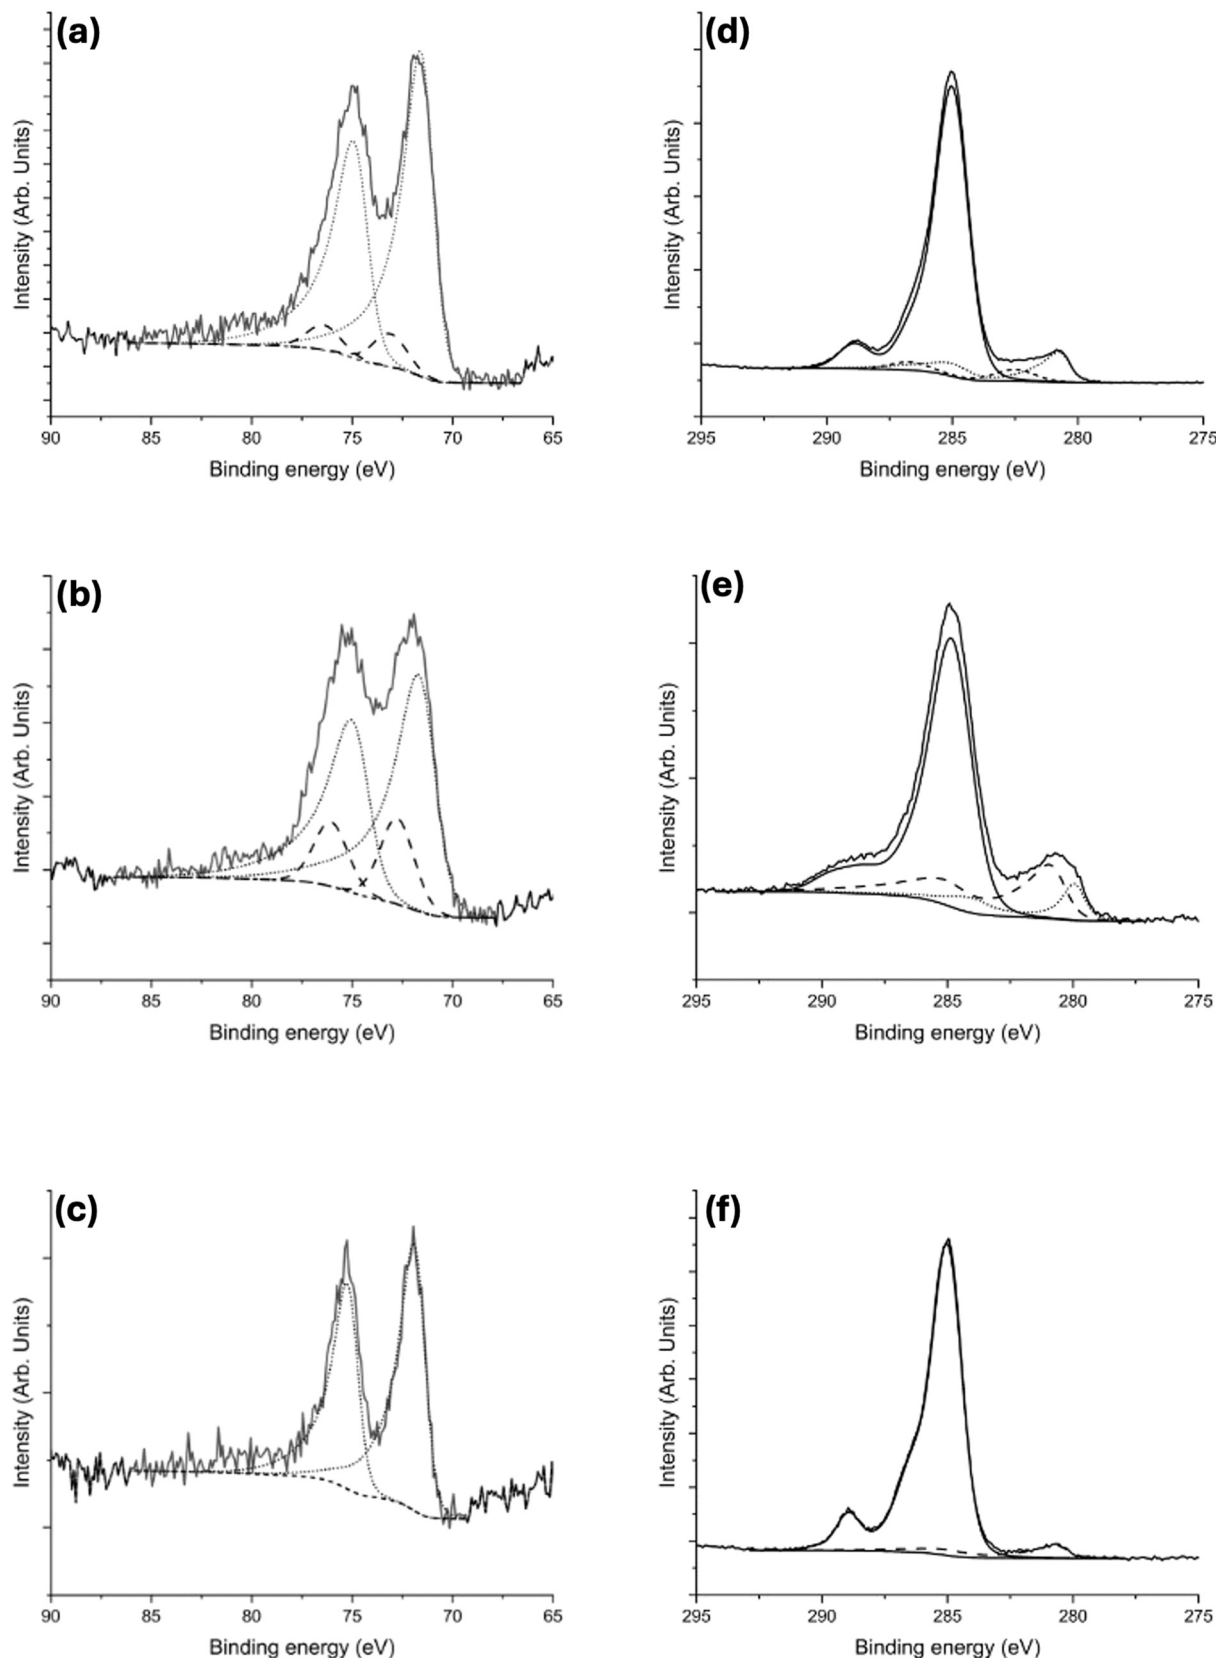 (a)
Intensity (Arb. Units)
90 85 80 75 70 65
Binding energy (eV)
(d)
Intensity (Arb. Units)
295 290 285 280 275
Binding energy (eV)
(b)
Intensity (Arb. Units)
90 85 80 75 70 65
Binding energy (eV)
(e)
Intensity (Arb. Units)
295 290 285 280 275
Binding energy (eV)
(c)
Intensity (Arb. Units)
90 85 80 75 70 65
Binding energy (eV)
(f)
Intensity (Arb. Units)
295 290 285 280 275
Binding energy (eV)